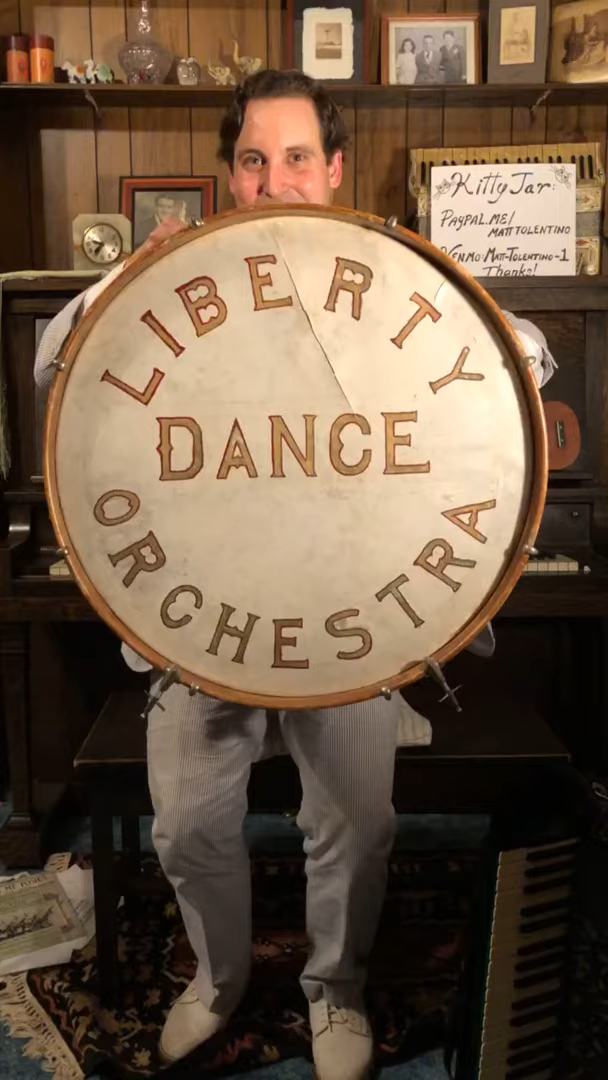 Kitty Jar:
PayPal.me/
MattTolentino
Venmo: Matt-Tolentino-1
Thanks!
LIBERTY
DANCE
ORCHESTRA